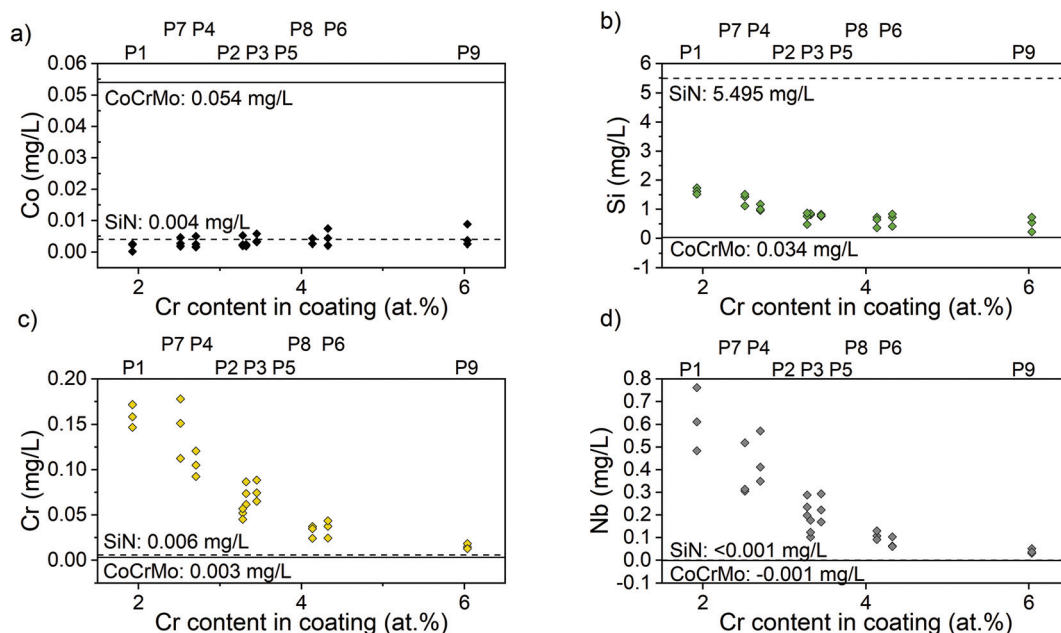 a)
P7 P4 P8 P6
P1 P2 P3 P5 P9
0.06
0.05
0.04
0.03
0.02
0.01
0.00
Co (mg/L)
CoCrMo: 0.054 mg/L
SiN: 0.004 mg/L
2 4 6
Cr content in coating (at.%)
b)
P7 P4 P8 P6
P1 P2 P3 P5 P9
6
5
4
3
2
1
0
-1
Si (mg/L)
SiN: 5.495 mg/L
CoCrMo: 0.034 mg/L
2 4 6
Cr content in coating (at.%)
c)
P7 P4 P8 P6
P1 P2 P3 P5 P9
0.20
0.15
0.10
0.05
0.00
Cr (mg/L)
SiN: 0.006 mg/L
CoCrMo: 0.003 mg/L
2 4 6
Cr content in coating (at.%)
d)
P7 P4 P8 P6
P1 P2 P3 P5 P9
0.8
0.7
0.6
0.5
0.4
0.3
0.2
0.1
0.0
-0.1
Nb (mg/L)
SiN: <0.001 mg/L
CoCrMo: -0.001 mg/L
2 4 6
Cr content in coating (at.%)